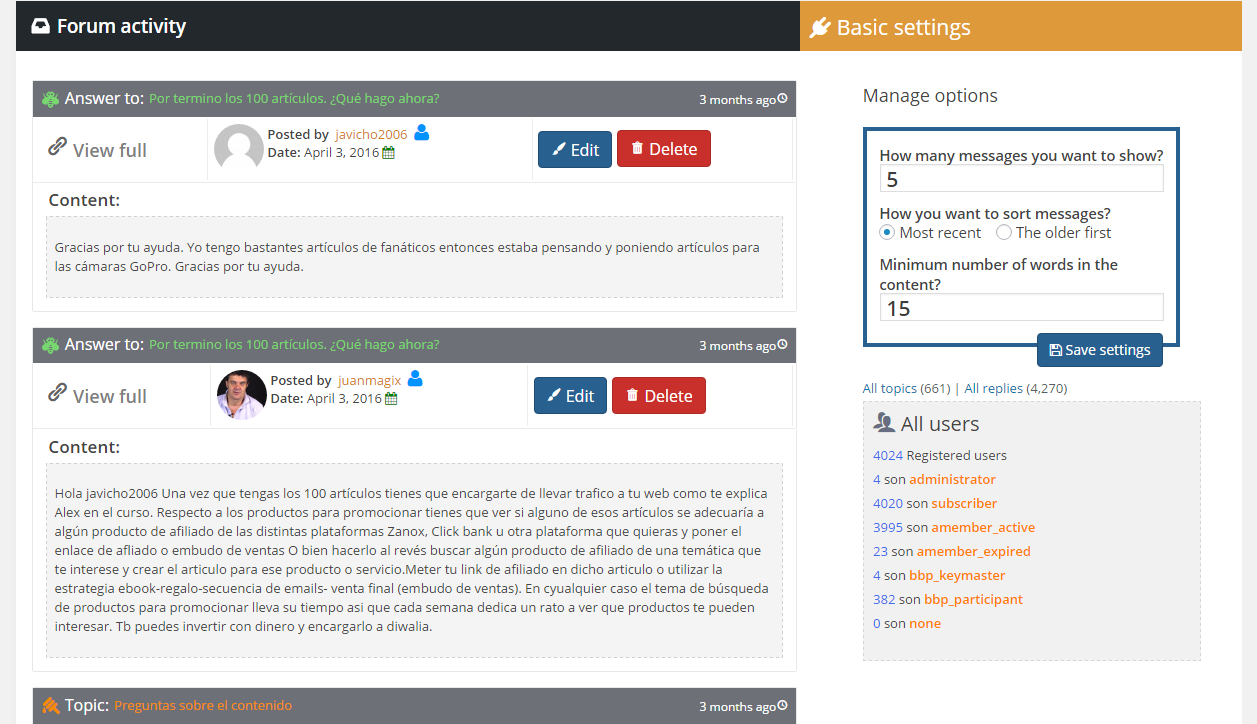 Forum activity
Basic settings
Answer to: Por termino los 100 artículos. ¿Qué hago ahora?
3 months ago
View full
Posted by javicho2006
Date: April 3, 2016
Edit
Delete
Content:
Gracias por tu ayuda. Yo tengo bastantes artículos de fanáticos entonces estaba pensando y poniendo artículos para
las cámaras GoPro. Gracias por tu ayuda.
Answer to: Por termino los 100 artículos. ¿Qué hago ahora?
3 months ago
View full
Posted by juanmagix
Date: April 3, 2016
Edit
Delete
Content:
Hola javicho2006 Una vez que tengas los 100 artículos tienes que encargarte de llevar trafico a tu web como te explica
Alex en el curso. Respecto a los productos para promocionar tienes que ver si alguno de esos artículos se adecuaría a
algún producto de afiliado de las distintas plataformas Zanox, Click bank u otra plataforma que quieras y poner el
enlace de afliado o embudo de ventas O bien hacerlo al revés buscar algún producto de afiliado de una temática que
te interese y crear el articulo para ese producto o servicio.Meter tu link de afiliado en dicho articulo o utilizar la
estrategia ebook-regalo-secuencia de emails- venta final (embudo de ventas). En cyualquier caso el tema de búsqueda
de productos para promocionar lleva su tiempo asi que cada semana dedica un rato a ver que productos te pueden
interesar. Tb puedes invertir con dinero y encargarlo a diwalia.
Topic: Preguntas sobre el contenido
3 months ago
Manage options
How many messages you want to show?
5
How you want to sort messages?
Most recent
The older first
Minimum number of words in the
content?
15
Save settings
All topics (661) | All replies (4,270)
All users
4024 Registered users
4 son administrator
4020 son subscriber
3995 son amember_active
23 son amember_expired
4 son bbp_keymaster
382 son bbp_participant
0 son none